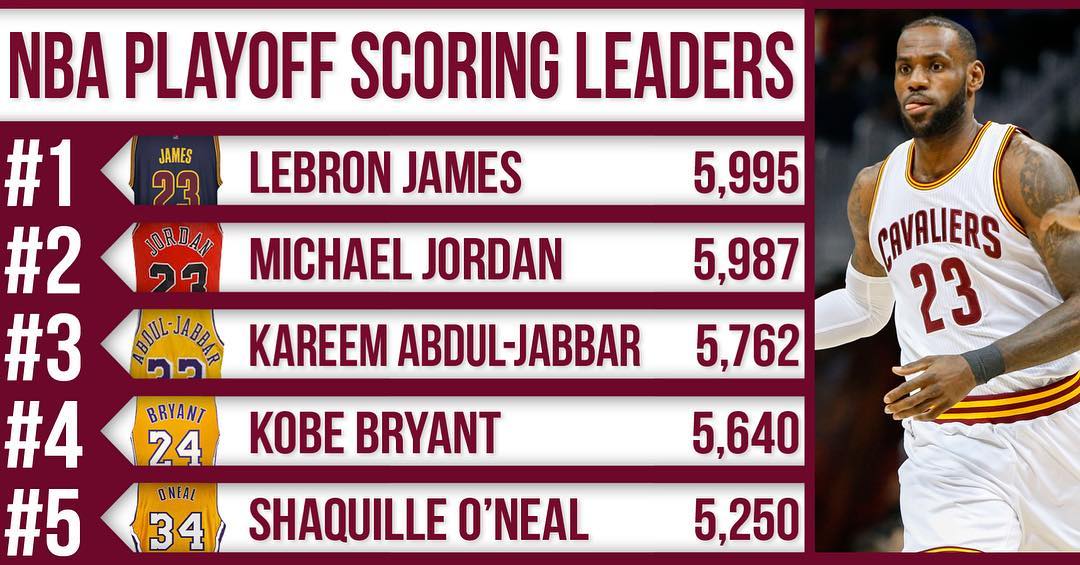 NBA PLAYOFF SCORING LEADERS
#1 JAMES 23 LEBRON JAMES 5,995
#2 JORDAN 23 MICHAEL JORDAN 5,987
#3 ABDUL-JABBAR 33 KAREEM ABDUL-JABBAR 5,762
#4 BRYANT 24 KOBE BRYANT 5,640
#5 O'NEAL 34 SHAQUILLE O'NEAL 5,250
CAVALIERS
23